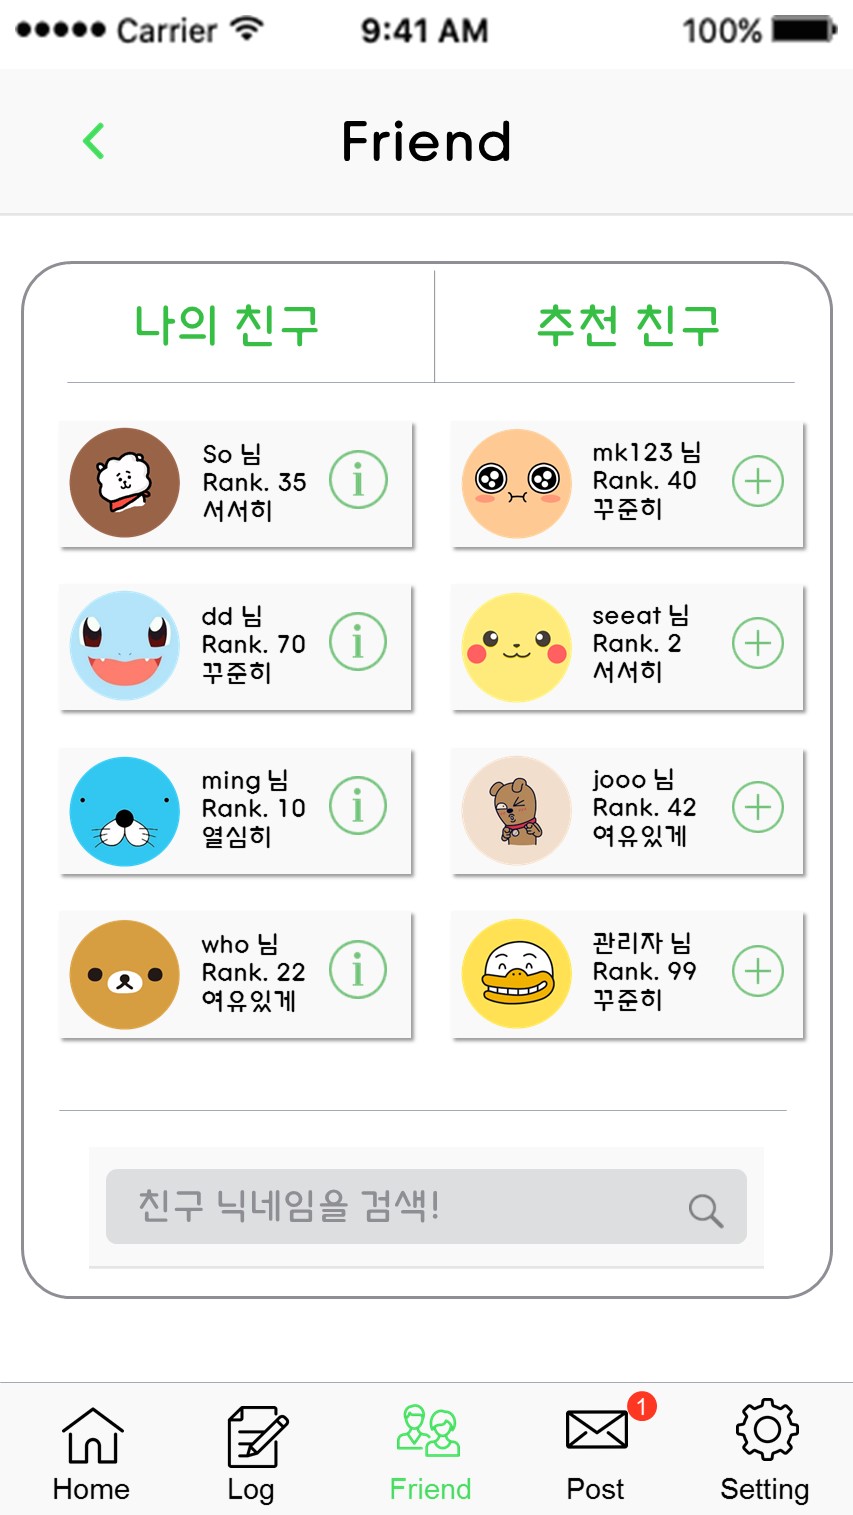 Carrier 9:41 AM 100%
Friend
나의 친구
추천 친구
So 님
Rank. 35
서서히
mk123 님
Rank. 40
꾸준히
dd 님
Rank. 70
꾸준히
seeat 님
Rank. 2
서서히
ming 님
Rank. 10
열심히
jooo 님
Rank. 42
여유있게
who 님
Rank. 22
여유있게
관리자 님
Rank. 99
꾸준히
친구 닉네임을 검색!
1
Home Log Friend Post Setting